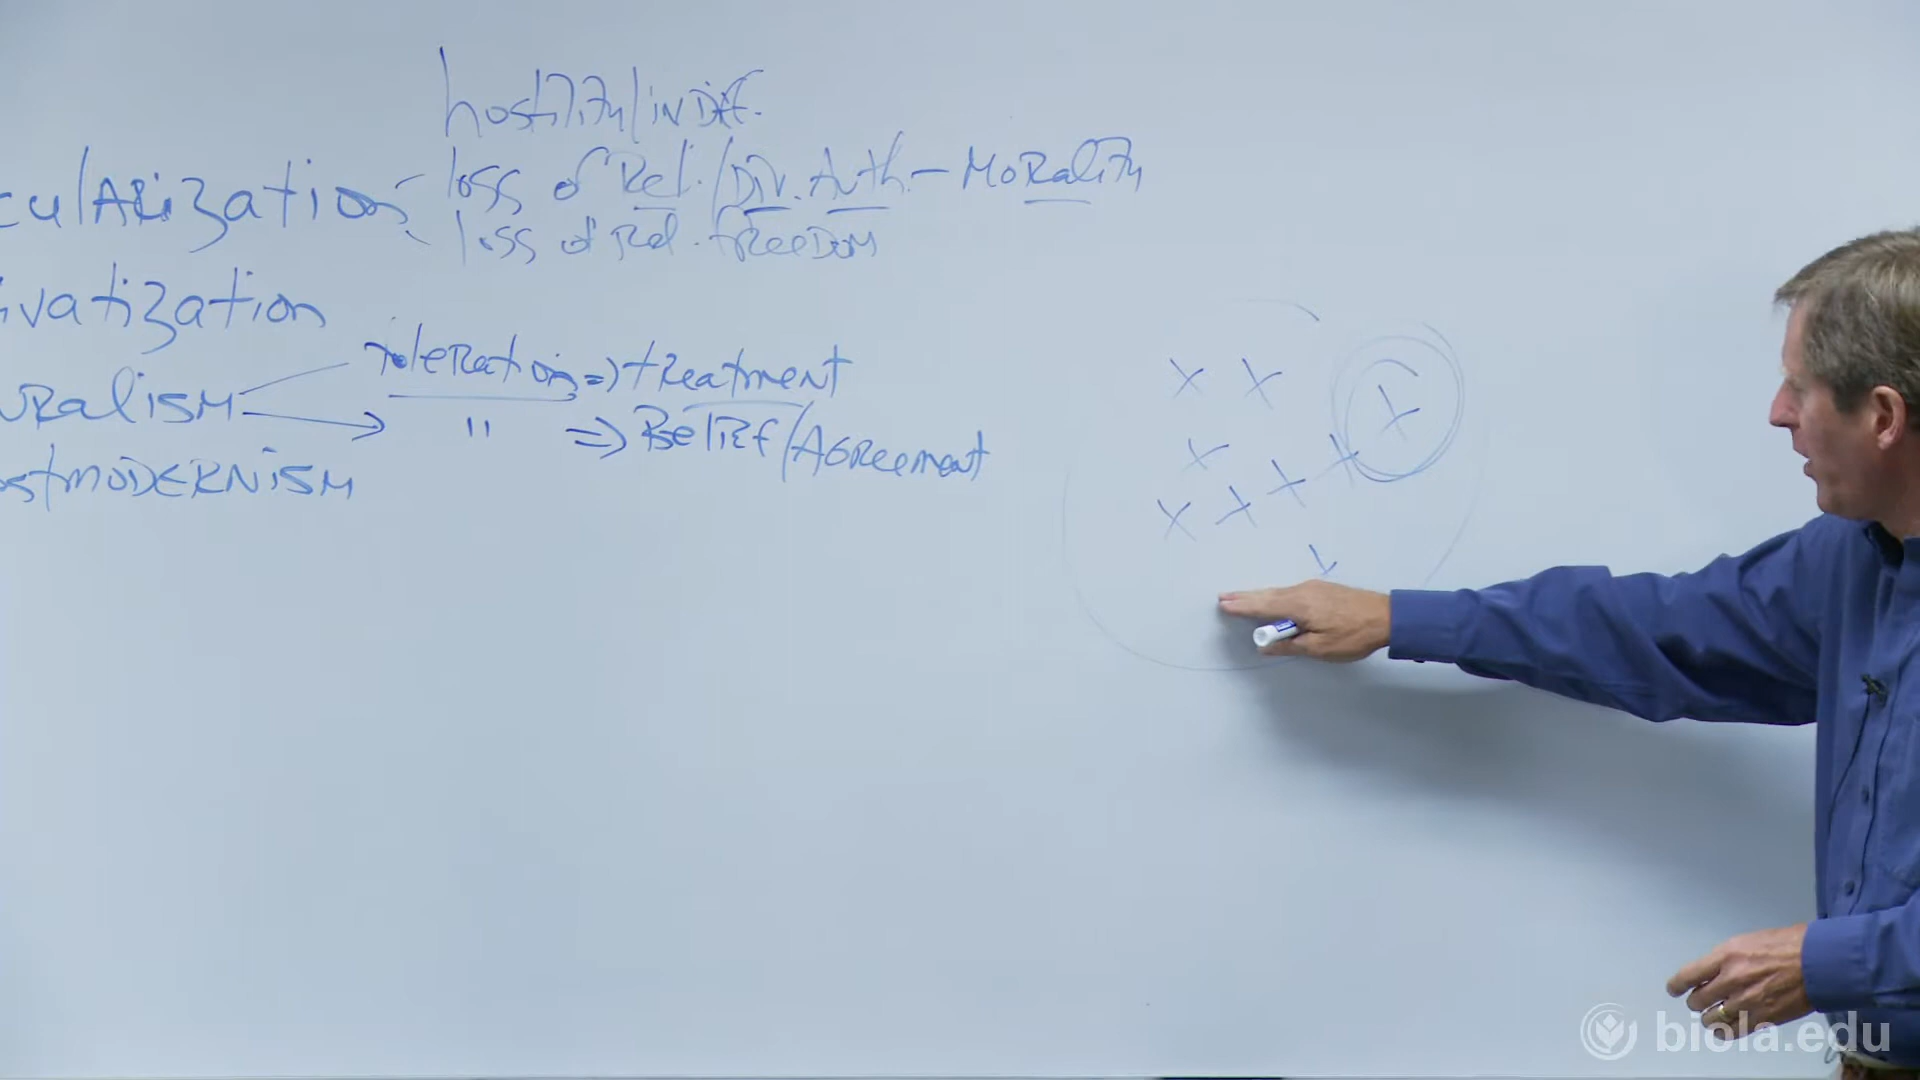 hostility/inDiff.
culARization - loss of Rel./Div. Auth. - MoRality
loss of Rel. fReeDOM
ivatization
toleration => tReatment
uRalisM
" => Belief/AGReement
stmODERNisM
x x x
x
x x x x
x
biola.edu